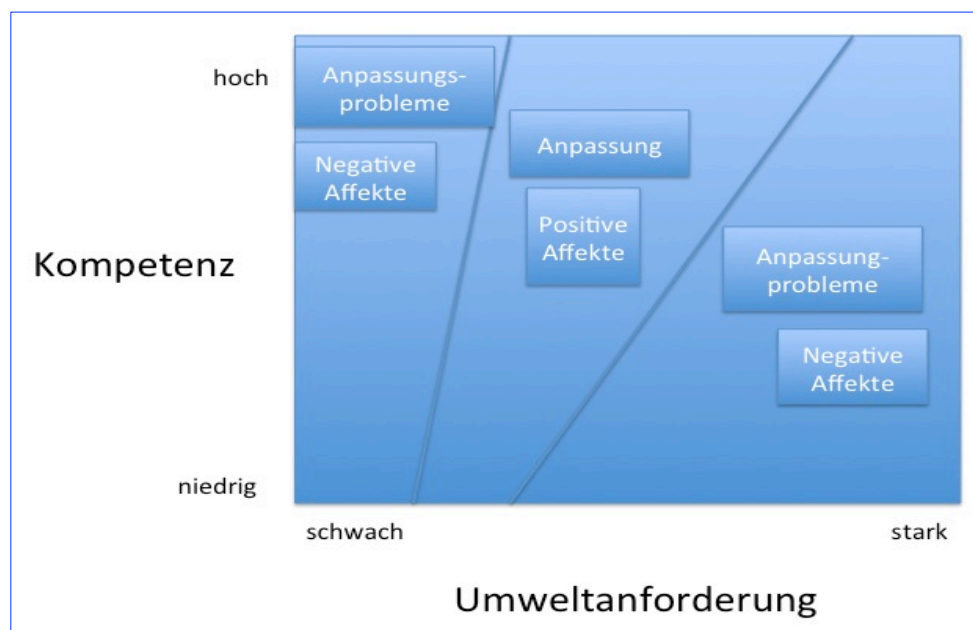 hoch
Anpassungs-
probleme
Negative
Affekte
Anpassung
Positive
Affekte
Kompetenz
Anpassung-
probleme
Negative
Affekte
niedrig
schwach
stark
Umweltanforderung